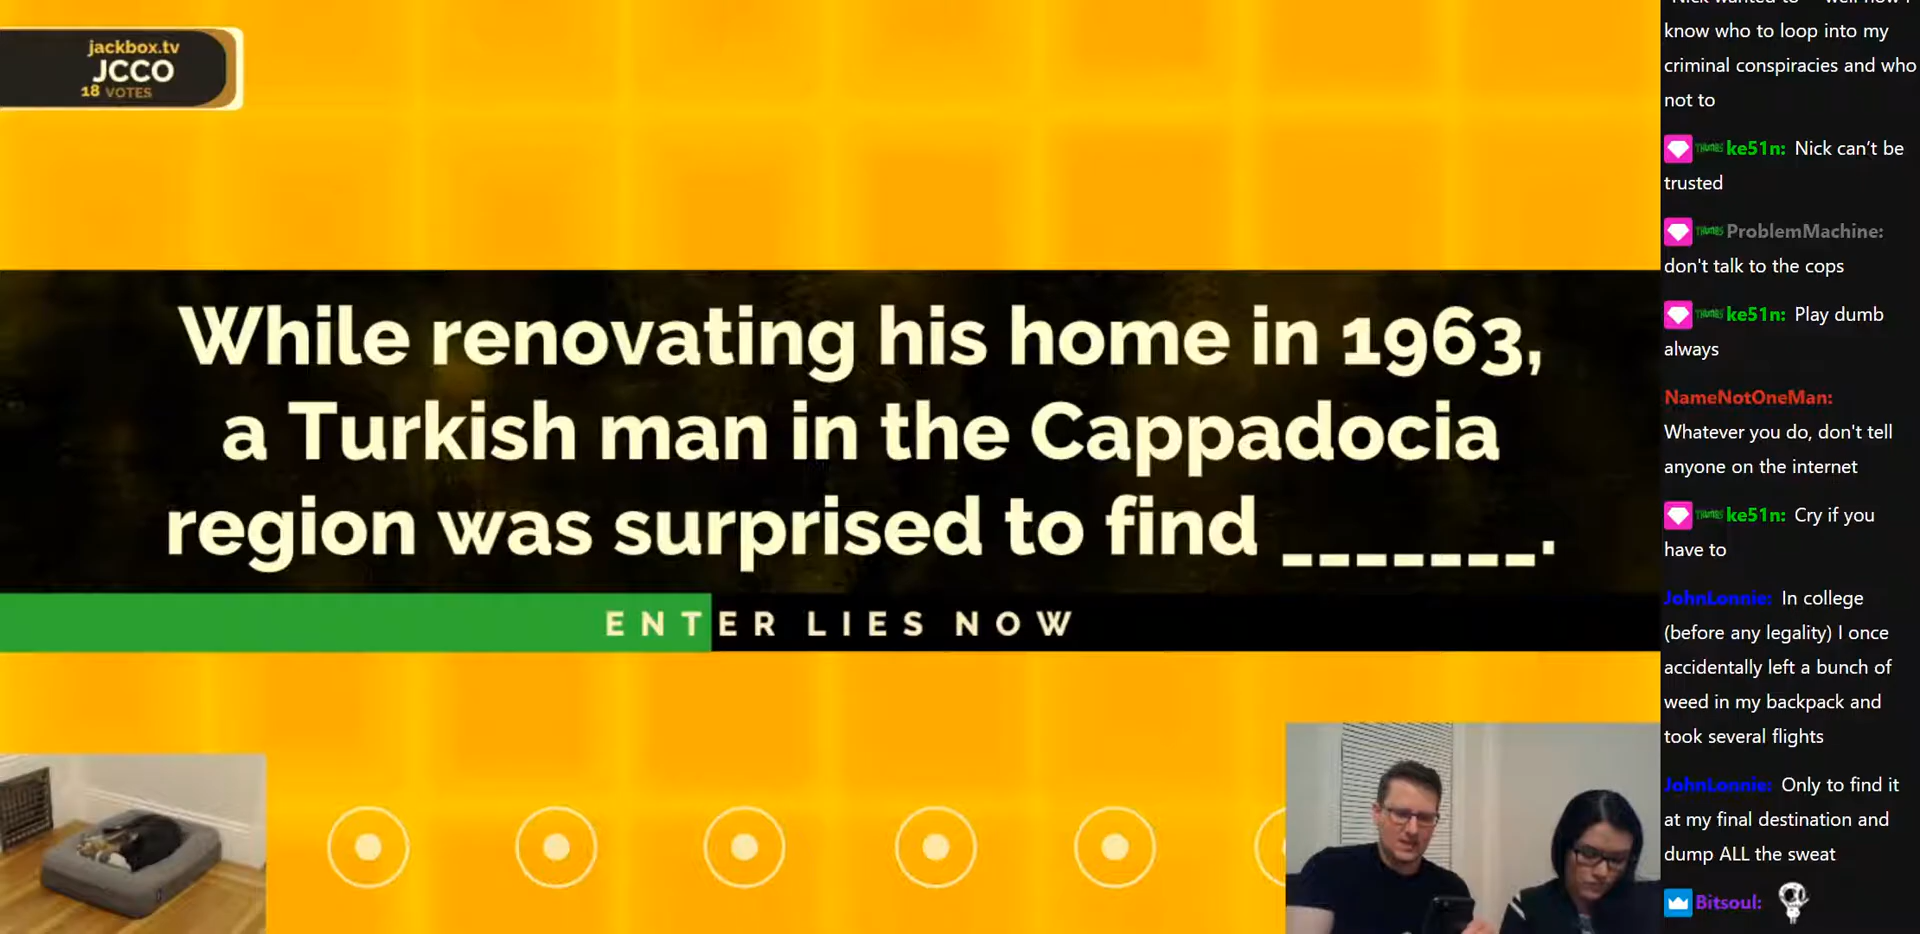 jackbox.tv
JCCO
18 VOTES
While renovating his home in 1963,
a Turkish man in the Cappadocia
region was surprised to find _______.
ENTER LIES NOW
know who to loop into my
criminal conspiracies and who
not to
ke51n: Nick can’t be
trusted
ProblemMachine:
don't talk to the cops
ke51n: Play dumb
always
NameNotOneMan:
Whatever you do, don't tell
anyone on the internet
ke51n: Cry if you
have to
JohnLonnie: In college
(before any legality) I once
accidentally left a bunch of
weed in my backpack and
took several flights
JohnLonnie: Only to find it
at my final destination and
dump ALL the sweat
Bitsoul: